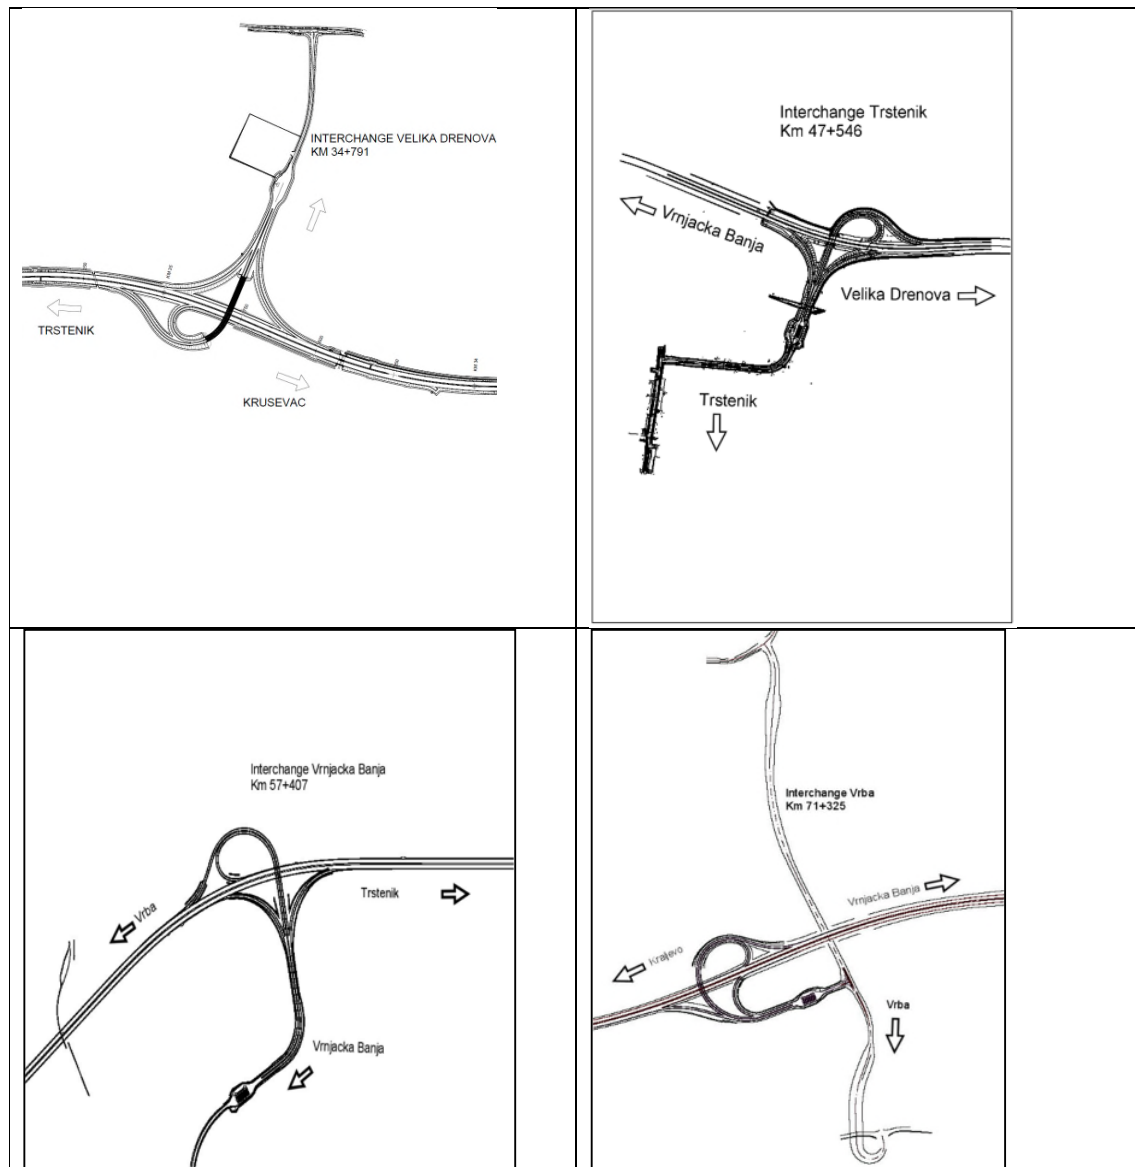 INTERCHANGE VELIKA DRENOVA
KM 34+791
TRSTENIK
KRUSEVAC
Interchange Trstenik
Km 47+546
Vrnjacka Banja
Velika Drenova
Trstenik
Interchange Vrnjacka Banja
Km 57+407
Trstenik
Vrba
Vrnjacka Banja
Interchange Vrba
Km 71+325
Vrnjacka Banja
Kraljevo
Vrba